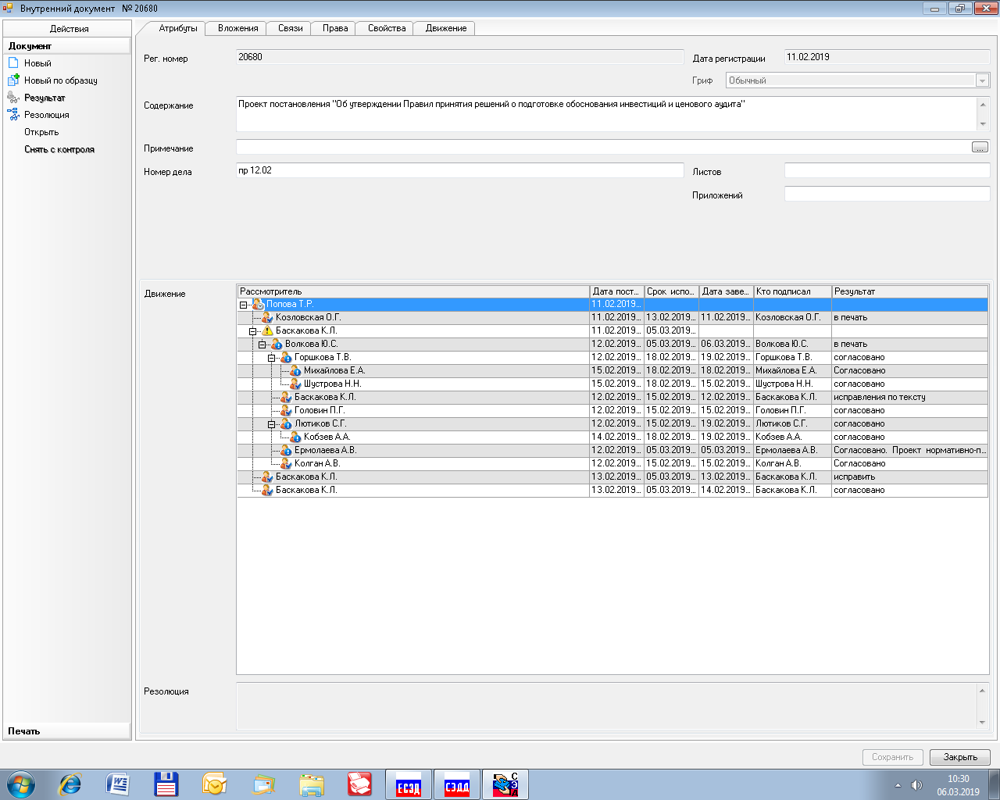 Внутренний документ № 20680
Действия
Документ
Новый
Новый по образцу
Результат
Резолюция
Открыть
Снять с контроля
Печать
Атрибуты Вложения Связи Права Свойства Движение
Рег. номер 20680 Дата регистрации 11.02.2019
Гриф Обычный
Содержание Проект постановления "Об утверждении Правил принятия решений о подготовке обоснования инвестиций и ценового аудита"
Примечание ...
Номер дела пр 12.02 Листов
Приложений
Движение
Рассмотритель Дата пост... Срок испо... Дата заве... Кто подписал Результат
Попова Т.Р. 11.02.2019...
Козловская О.Г. 11.02.2019... 13.02.2019... 11.02.2019... Козловская О.Г. в печать
Баскакова К.Л. 11.02.2019... 05.03.2019...
Волкова Ю.С. 12.02.2019... 05.03.2019... 06.03.2019... Волкова Ю.С. в печать
Горшкова Т.В. 12.02.2019... 18.02.2019... 19.02.2019... Горшкова Т.В. согласовано
Михайлова Е.А. 15.02.2019... 18.02.2019... 18.02.2019... Михайлова Е.А. Согласовано
Шустрова Н.Н. 15.02.2019... 18.02.2019... 15.02.2019... Шустрова Н.Н. согласовано
Баскакова К.Л. 12.02.2019... 15.02.2019... 12.02.2019... Баскакова К.Л. исправления по тексту
Головин П.Г. 12.02.2019... 15.02.2019... 15.02.2019... Головин П.Г. согласовано
Лютиков С.Г. 12.02.2019... 15.02.2019... 19.02.2019... Лютиков С.Г. согласовано
Кобзев А.А. 14.02.2019... 18.02.2019... 19.02.2019... Кобзев А.А. согласовано
Ермолаева А.В. 12.02.2019... 05.03.2019... 05.03.2019... Ермолаева А.В. Согласовано. Проект нормативно-п...
Колган А.В. 12.02.2019... 15.02.2019... 15.02.2019... Колган А.В. Согласовано
Баскакова К.Л. 13.02.2019... 05.03.2019... 13.02.2019... Баскакова К.Л. исправить
Баскакова К.Л. 13.02.2019... 05.03.2019... 14.02.2019... Баскакова К.Л. согласовано
Резолюция
Сохранить Закрыть
ЕСЭД СЭДД СЭД
10:30
06.03.2019